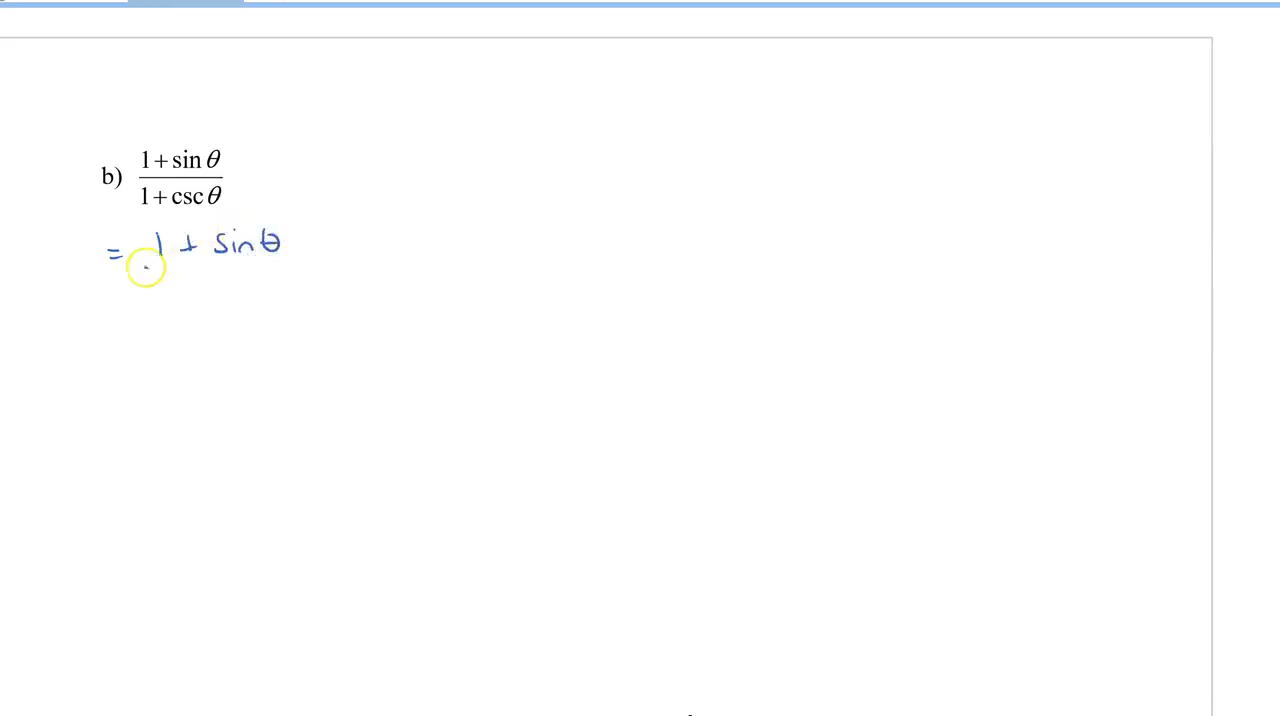 b) 1 + sin θ
1 + csc θ
= 1 + sin θ